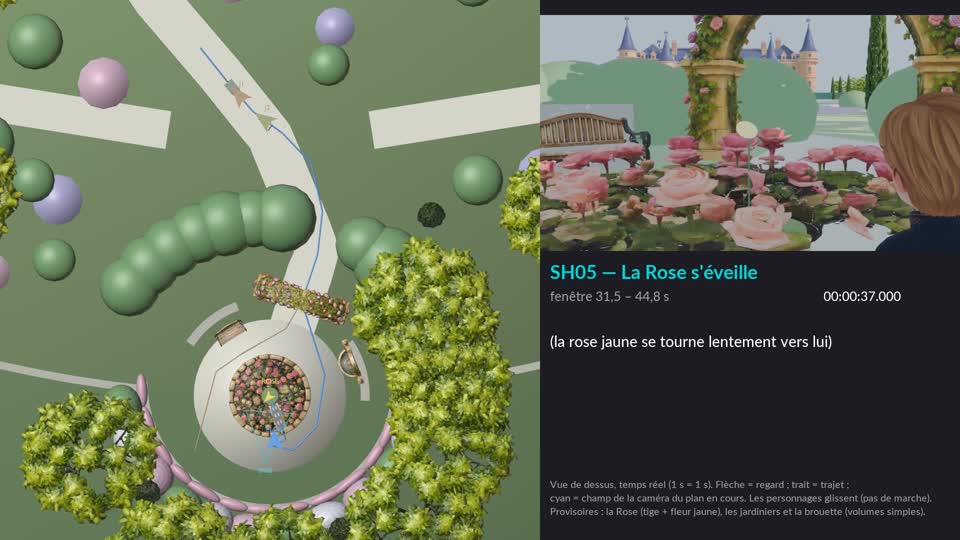 ROSE
SH05 — La Rose s'éveille
fenêtre 31,5 – 44,8 s
00:00:37.000
(la rose jaune se tourne lentement vers lui)
Vue de dessus, temps réel (1 s = 1 s). Flèche = regard ; trait = trajet ;
cyan = champ de la caméra du plan en cours. Les personnages glissent (pas de marche).
Provisoires : la Rose (tige + fleur jaune), les jardiniers et la brouette (volumes simples).